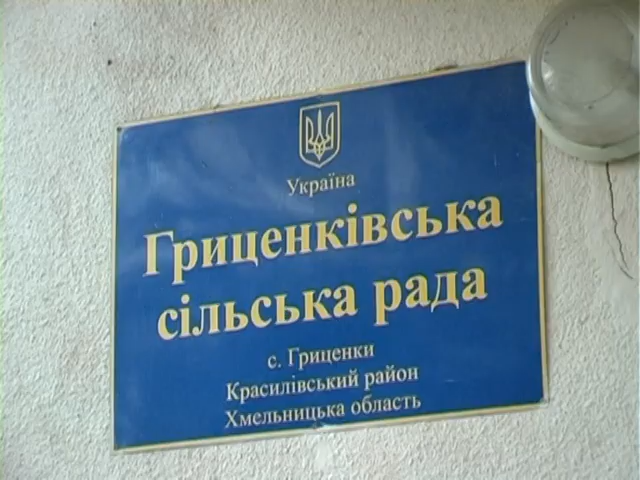 Україна
Гриценківська
сільська рада
с. Гриценки
Красилівський район
Хмельницька область